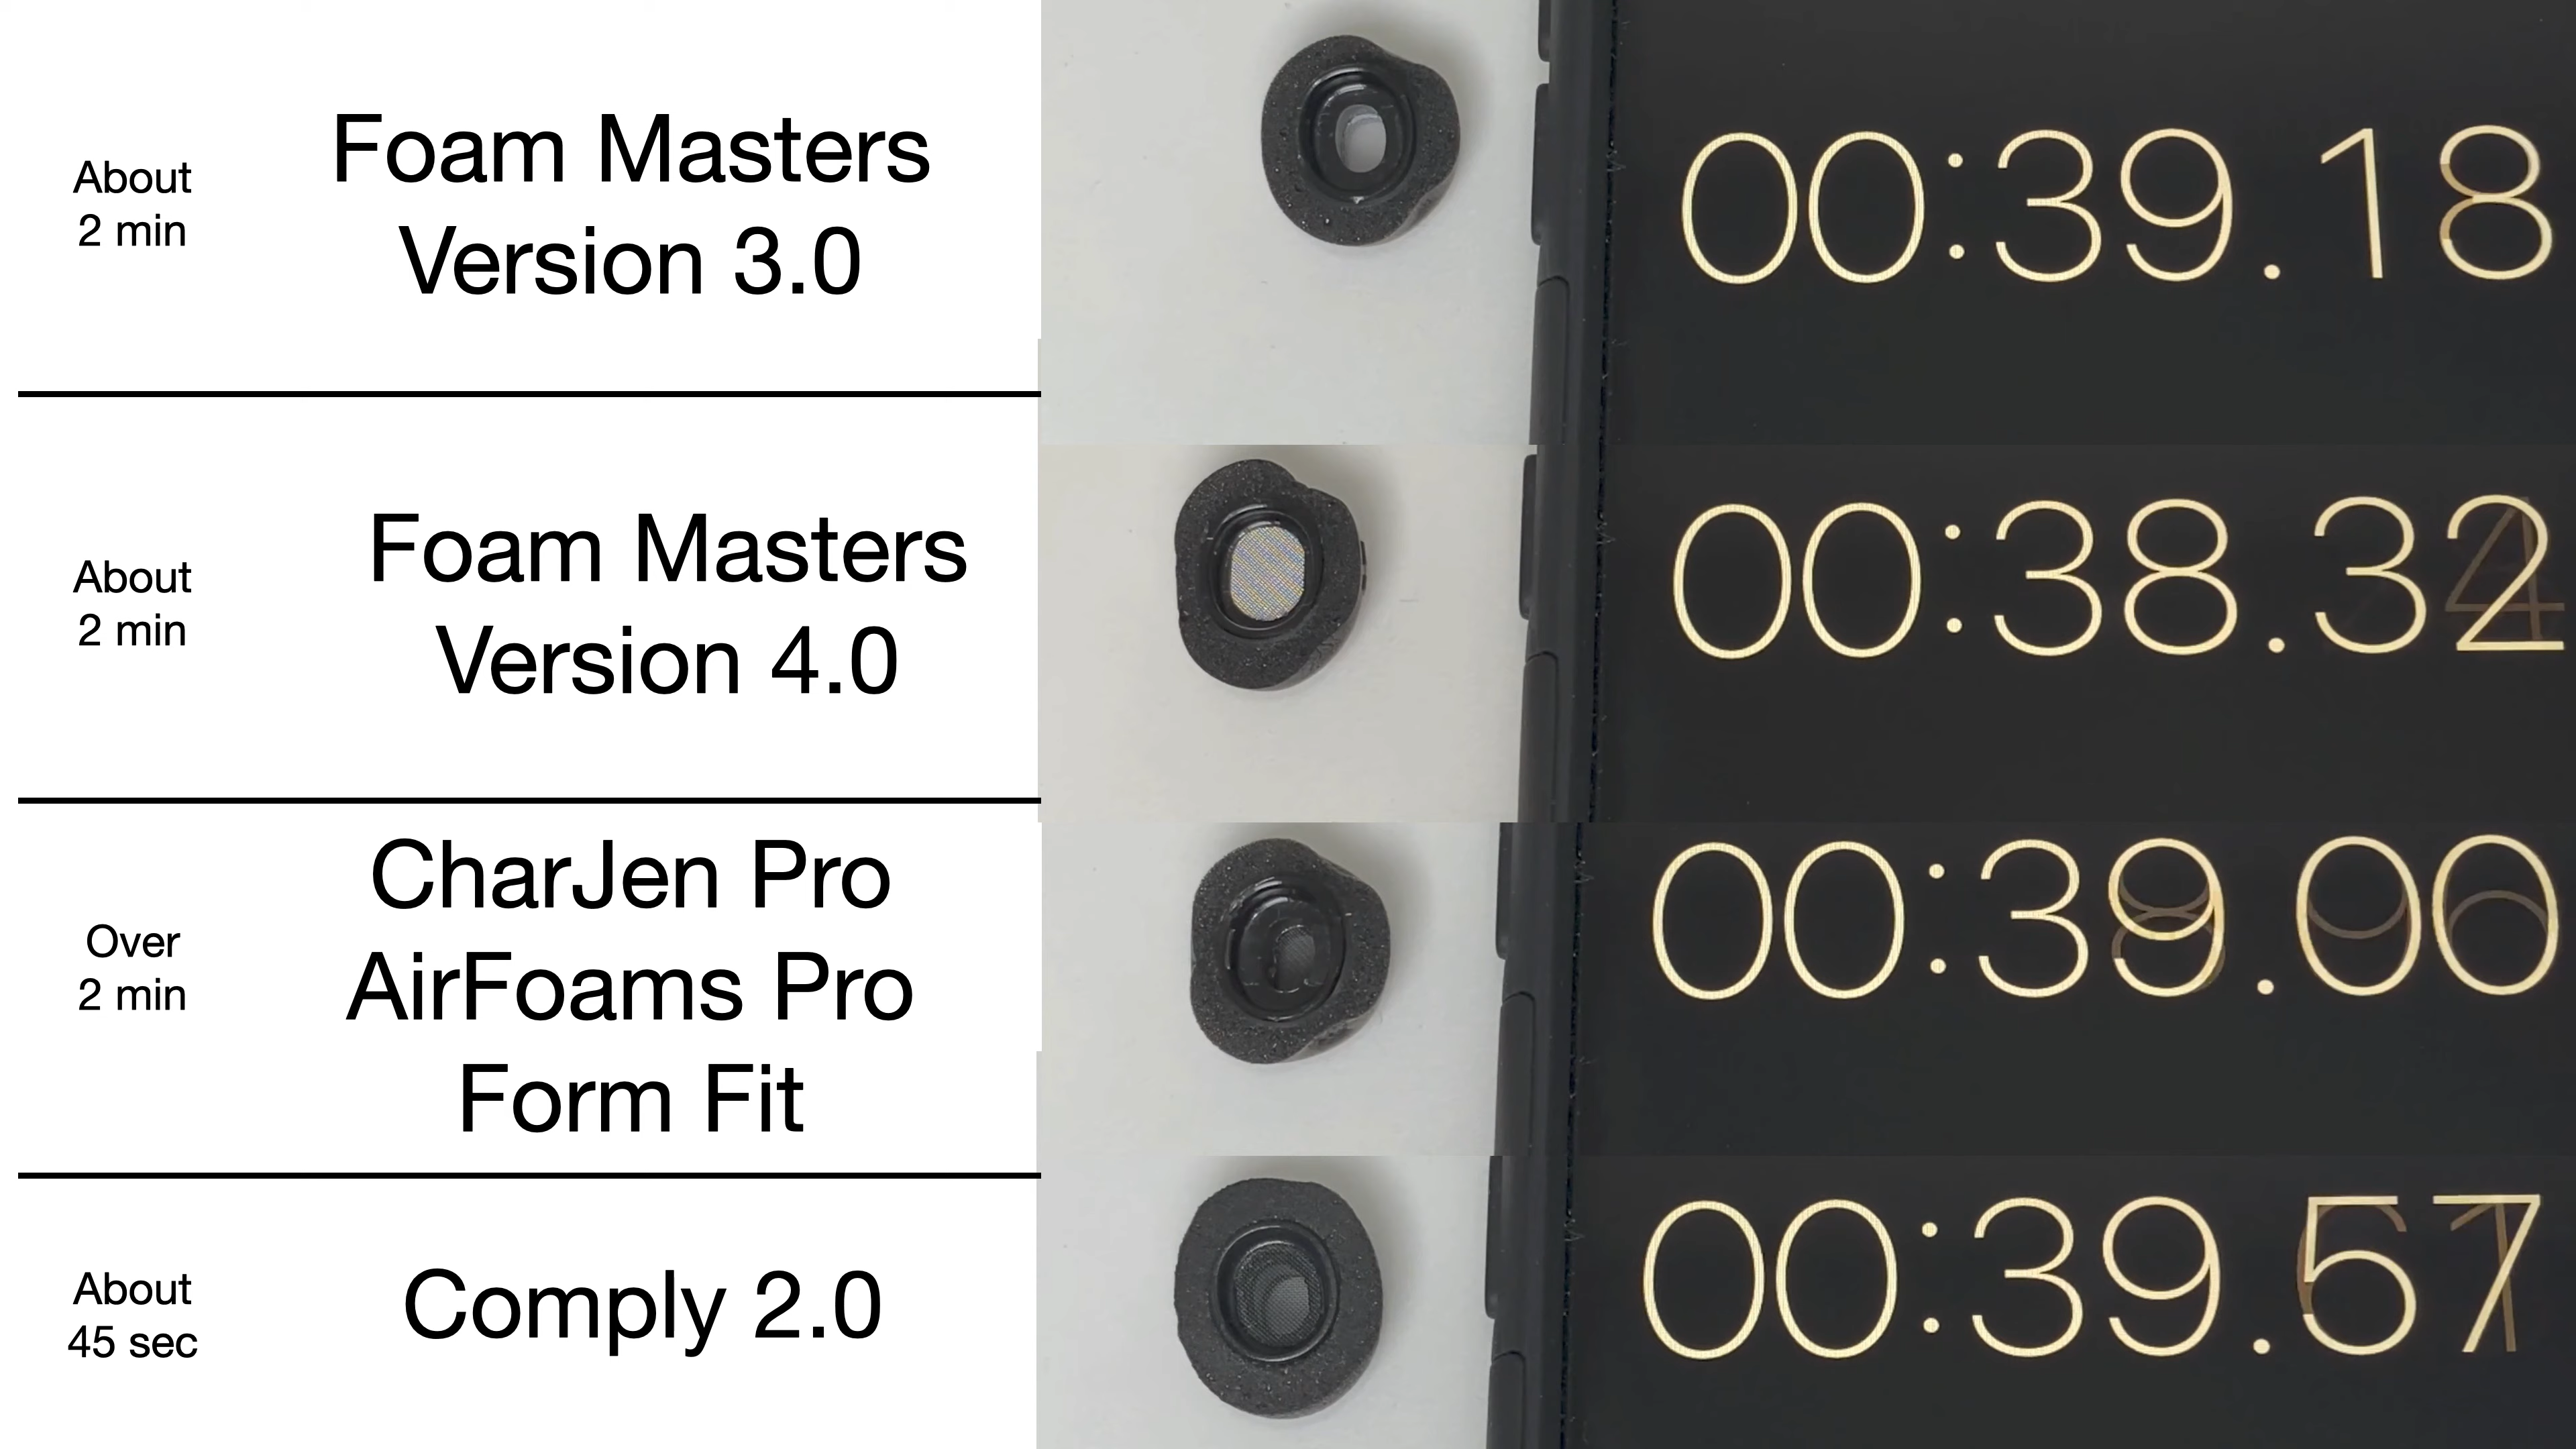 About
2 min
Foam Masters
Version 3.0
00:39.18
About
2 min
Foam Masters
Version 4.0
00:38.32
Over
2 min
CharJen Pro
AirFoams Pro
Form Fit
00:39.00
About
45 sec
Comply 2.0
00:39.57